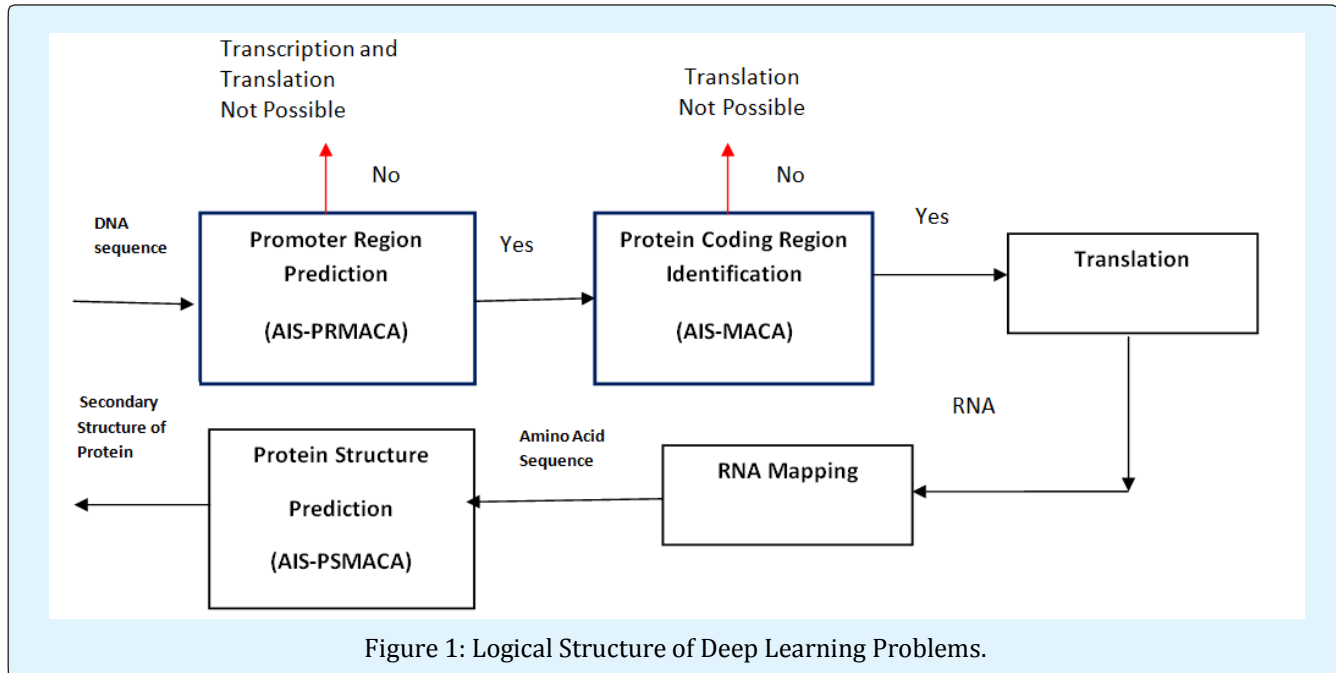 Transcription and
Translation
Not Possible
No
Translation
Not Possible
No
DNA
sequence
Promoter Region
Prediction
(AIS-PRMACA)
Yes
Protein Coding Region
Identification
(AIS-MACA)
Yes
Translation
RNA
RNA Mapping
Amino Acid
Sequence
Protein Structure
Prediction
(AIS-PSMACA)
Secondary
Structure of
Protein
Figure 1: Logical Structure of Deep Learning Problems.